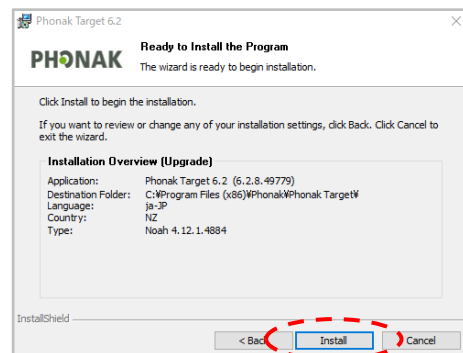 Phonak Target 6.2
PHONAK
Ready to Install the Program
The wizard is ready to begin installation.
Click Install to begin the installation.
If you want to review or change any of your installation settings, click Back. Click Cancel to
exit the wizard.
Installation Overview (Upgrade)
Application: Phonak Target 6.2 (6.2.8.49779)
Destination Folder: C:¥Program Files (x86)¥Phonak¥Phonak Target¥
Language: ja-JP
Country: NZ
Type: Noah 4.12.1.4884
InstallShield
< Back Install Cancel